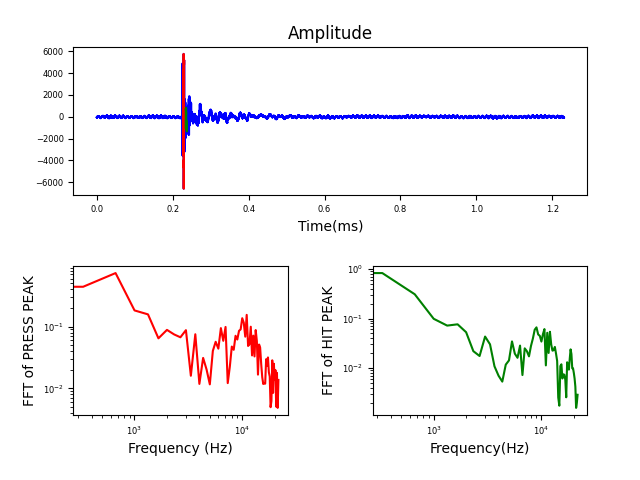 Amplitude
6000
4000
2000
0
−2000
−4000
−6000
0.0 0.2 0.4 0.6 0.8 1.0 1.2
Time(ms)
FFT of PRESS PEAK
10⁻¹
10⁻²
10³ 10⁴
Frequency (Hz)
FFT of HIT PEAK
10⁰
10⁻¹
10⁻²
10³ 10⁴
Frequency(Hz)